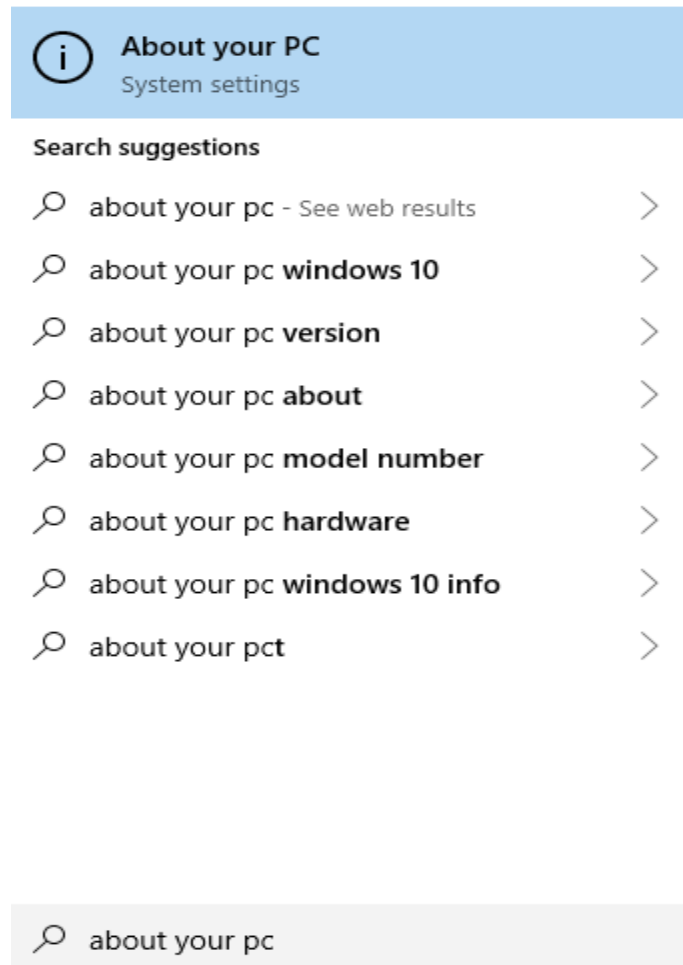 About your PC
System settings
Search suggestions
about your pc - See web results
about your pc windows 10
about your pc version
about your pc about
about your pc model number
about your pc hardware
about your pc windows 10 info
about your pct
about your pc